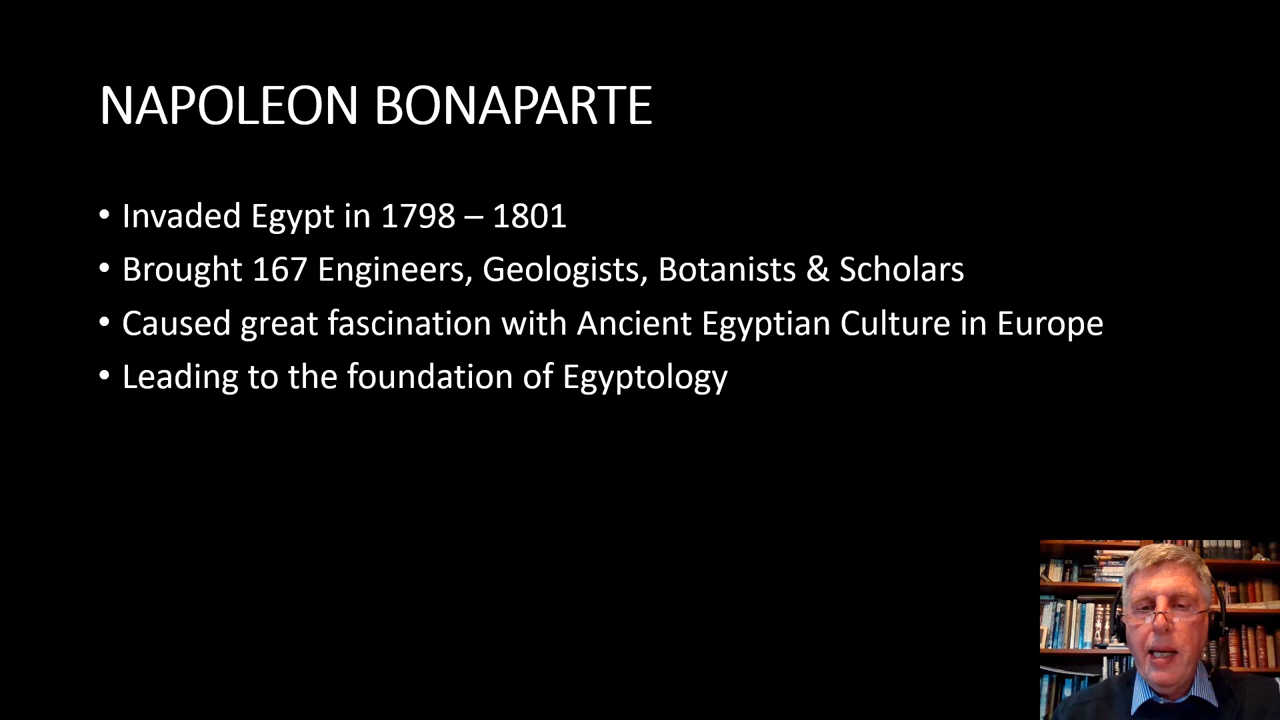 NAPOLEON BONAPARTE
• Invaded Egypt in 1798 – 1801
• Brought 167 Engineers, Geologists, Botanists & Scholars
• Caused great fascination with Ancient Egyptian Culture in Europe
• Leading to the foundation of Egyptology